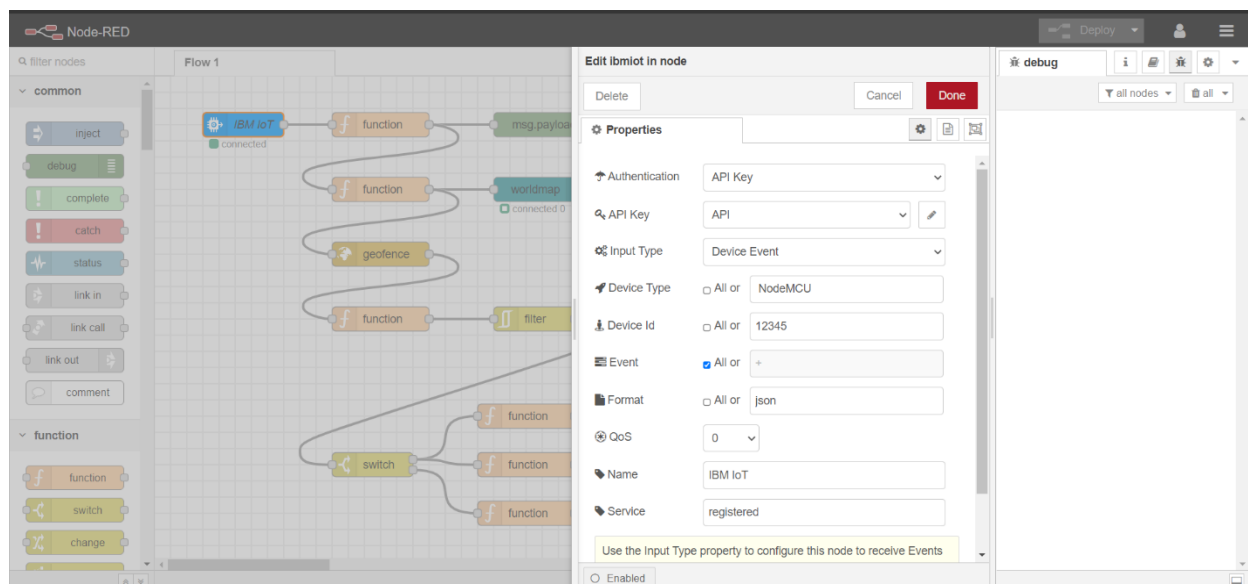 Node-RED
Deploy
filter nodes
common
inject
debug
complete
catch
status
link in
link call
link out
comment
function
function
switch
change
Flow 1
IBM IoT
connected
function
function
geofence
function
filter
switch
function
function
function
worldmap
connected 0
Edit ibmiot in node
Delete
Cancel
Done
Properties
Authentication API Key
API Key API
Input Type Device Event
Device Type All or NodeMCU
Device Id All or 12345
Event All or +
Format All or json
QoS 0
Name IBM IoT
Service registered
Use the Input Type property to configure this node to receive Events
Enabled
debug
i
all nodes
all